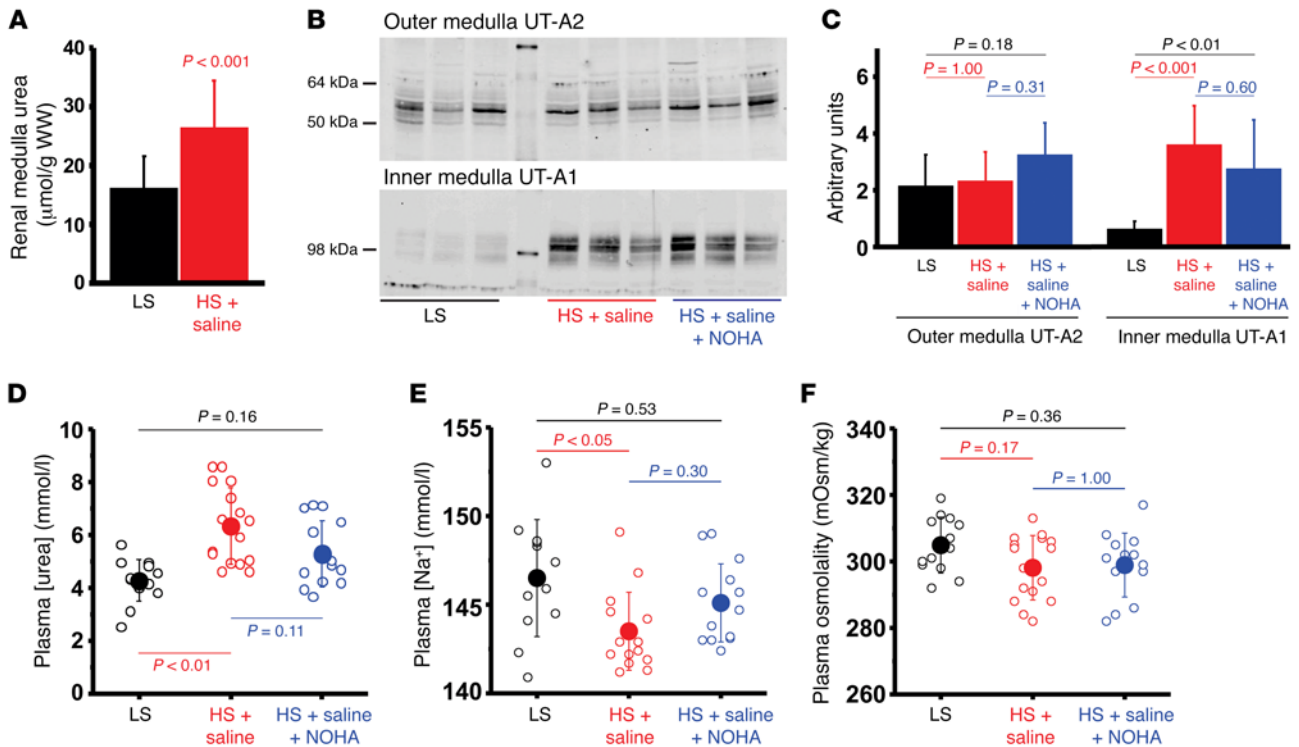 A
Renal medulla urea
(µmol/g WW)
40
30
20
10
0
P < 0.001
LS
HS +
saline
B
Outer medulla UT-A2
64 kDa
50 kDa
Inner medulla UT-A1
98 kDa
LS
HS + saline
HS + saline
+ NOHA
C
Arbitrary units
6
4
2
0
P = 0.18
P = 1.00
P = 0.31
P < 0.01
P < 0.001
P = 0.60
LS
HS +
saline
HS +
saline
+ NOHA
LS
HS +
saline
HS +
saline
+ NOHA
Outer medulla UT-A2
Inner medulla UT-A1
D
Plasma [urea] (mmol/l)
10
8
6
4
2
0
P = 0.16
P = 0.11
P < 0.01
LS
HS +
saline
HS + saline
+ NOHA
E
Plasma [Na+] (mmol/l)
155
150
145
140
P = 0.53
P < 0.05
P = 0.30
LS
HS +
saline
HS + saline
+ NOHA
F
Plasma osmolality (mOsm/kg)
340
320
300
280
260
P = 0.36
P = 0.17
P = 1.00
LS
HS +
saline
HS + saline
+ NOHA